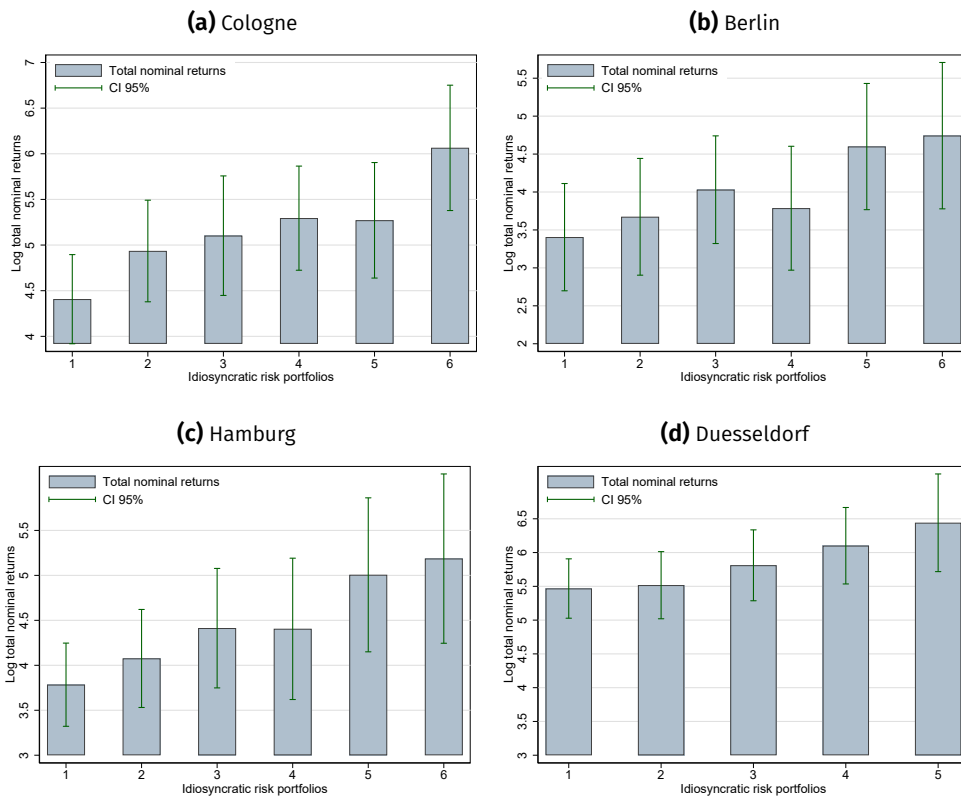 (a) Cologne
7
6.5
6
5.5
5
4.5
4
Log total nominal returns
Total nominal returns
CI 95%
1 2 3 4 5 6
Idiosyncratic risk portfolios
(b) Berlin
5.5
5
4.5
4
3.5
3
2.5
2
Log total nominal returns
Total nominal returns
CI 95%
1 2 3 4 5 6
Idiosyncratic risk portfolios
(c) Hamburg
5.5
5
4.5
4
3.5
3
Log total nominal returns
Total nominal returns
CI 95%
1 2 3 4 5 6
Idiosyncratic risk portfolios
(d) Duesseldorf
6.5
6
5.5
5
4.5
4
3.5
3
Log total nominal returns
Total nominal returns
CI 95%
1 2 3 4 5
Idiosyncratic risk portfolios